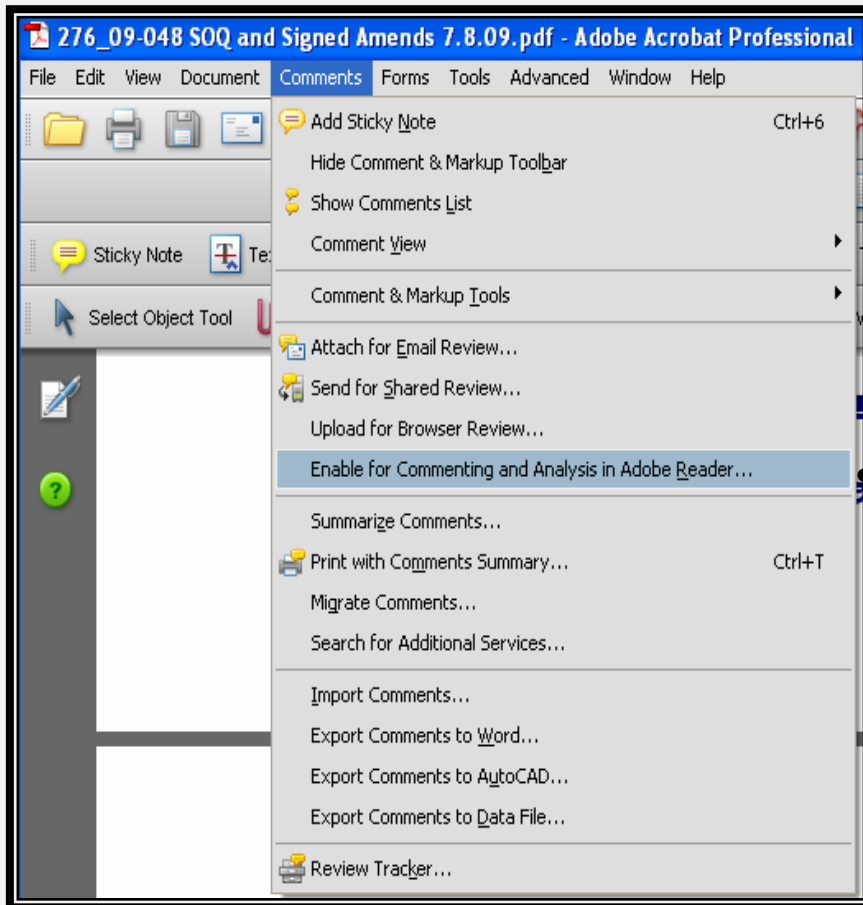 276_09-048 SOQ and Signed Amends 7.8.09.pdf - Adobe Acrobat Professional
File Edit View Document Comments Forms Tools Advanced Window Help
Add Sticky Note Ctrl+6
Hide Comment & Markup Toolbar
Show Comments List
Comment View
Sticky Note
Comment & Markup Tools
Select Object Tool
Attach for Email Review...
Send for Shared Review...
Upload for Browser Review...
Enable for Commenting and Analysis in Adobe Reader...
Summarize Comments...
Print with Comments Summary... Ctrl+T
Migrate Comments...
Search for Additional Services...
Import Comments...
Export Comments to Word...
Export Comments to AutoCAD...
Export Comments to Data File...
Review Tracker...